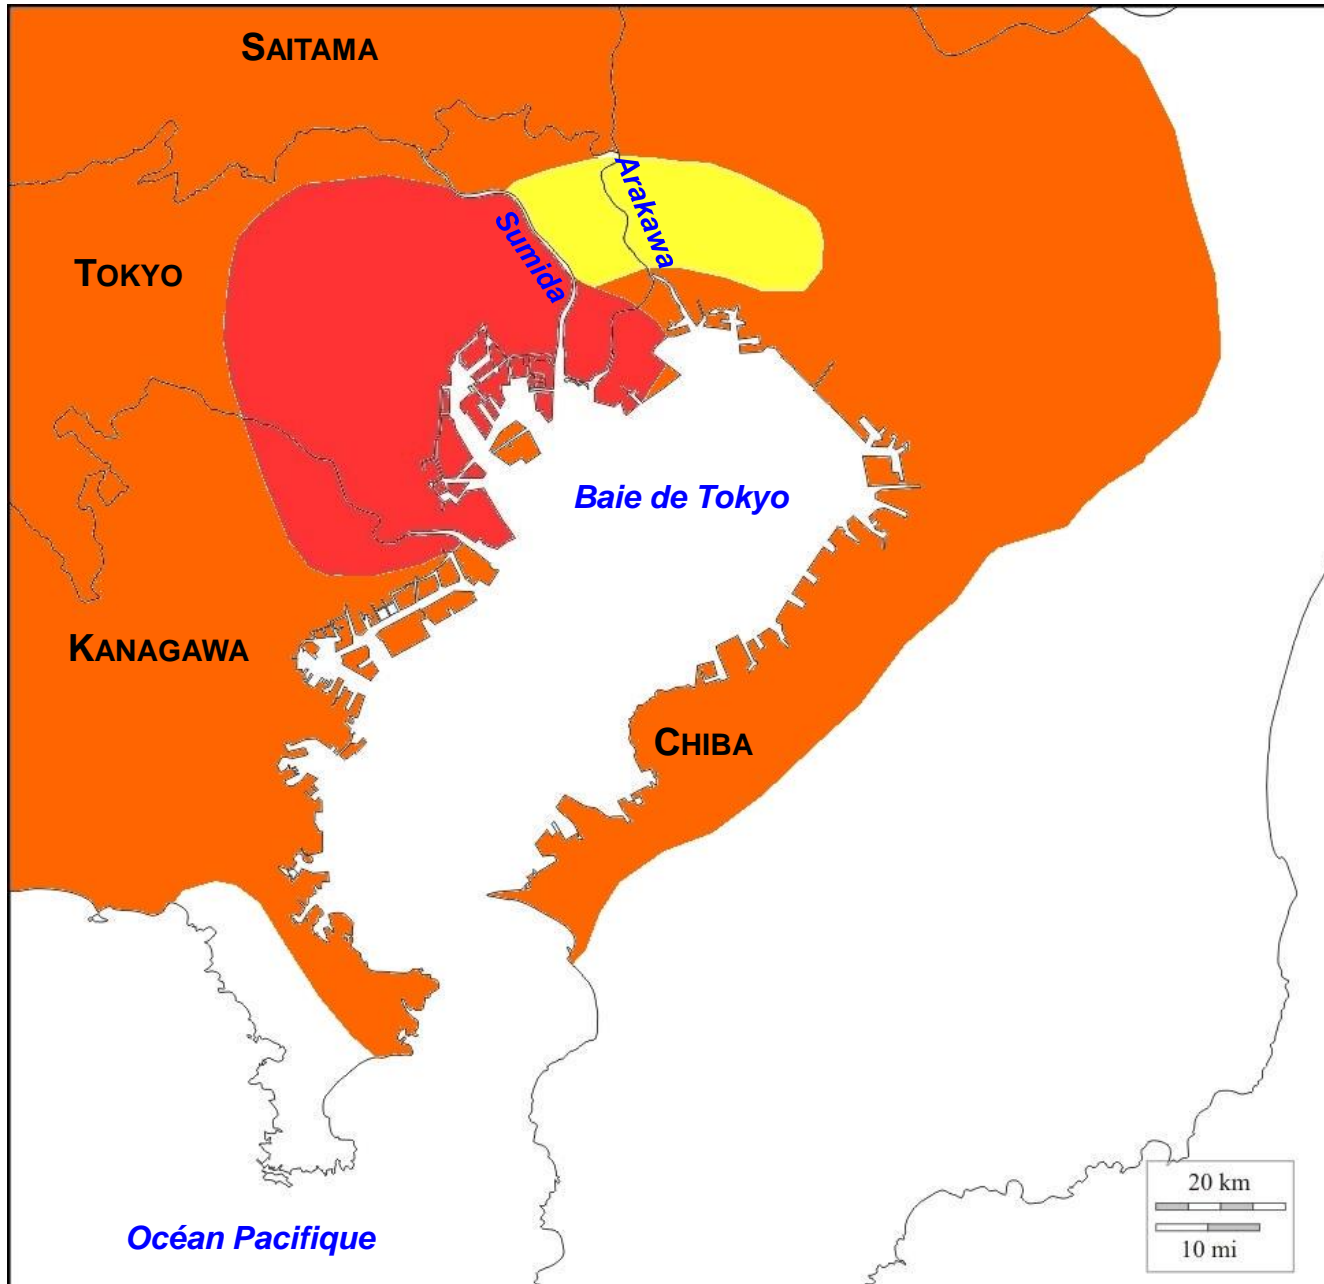 SAITAMA
Arakawa
Sumida
TOKYO
Baie de Tokyo
KANAGAWA
CHIBA
20 km
10 mi
Océan Pacifique